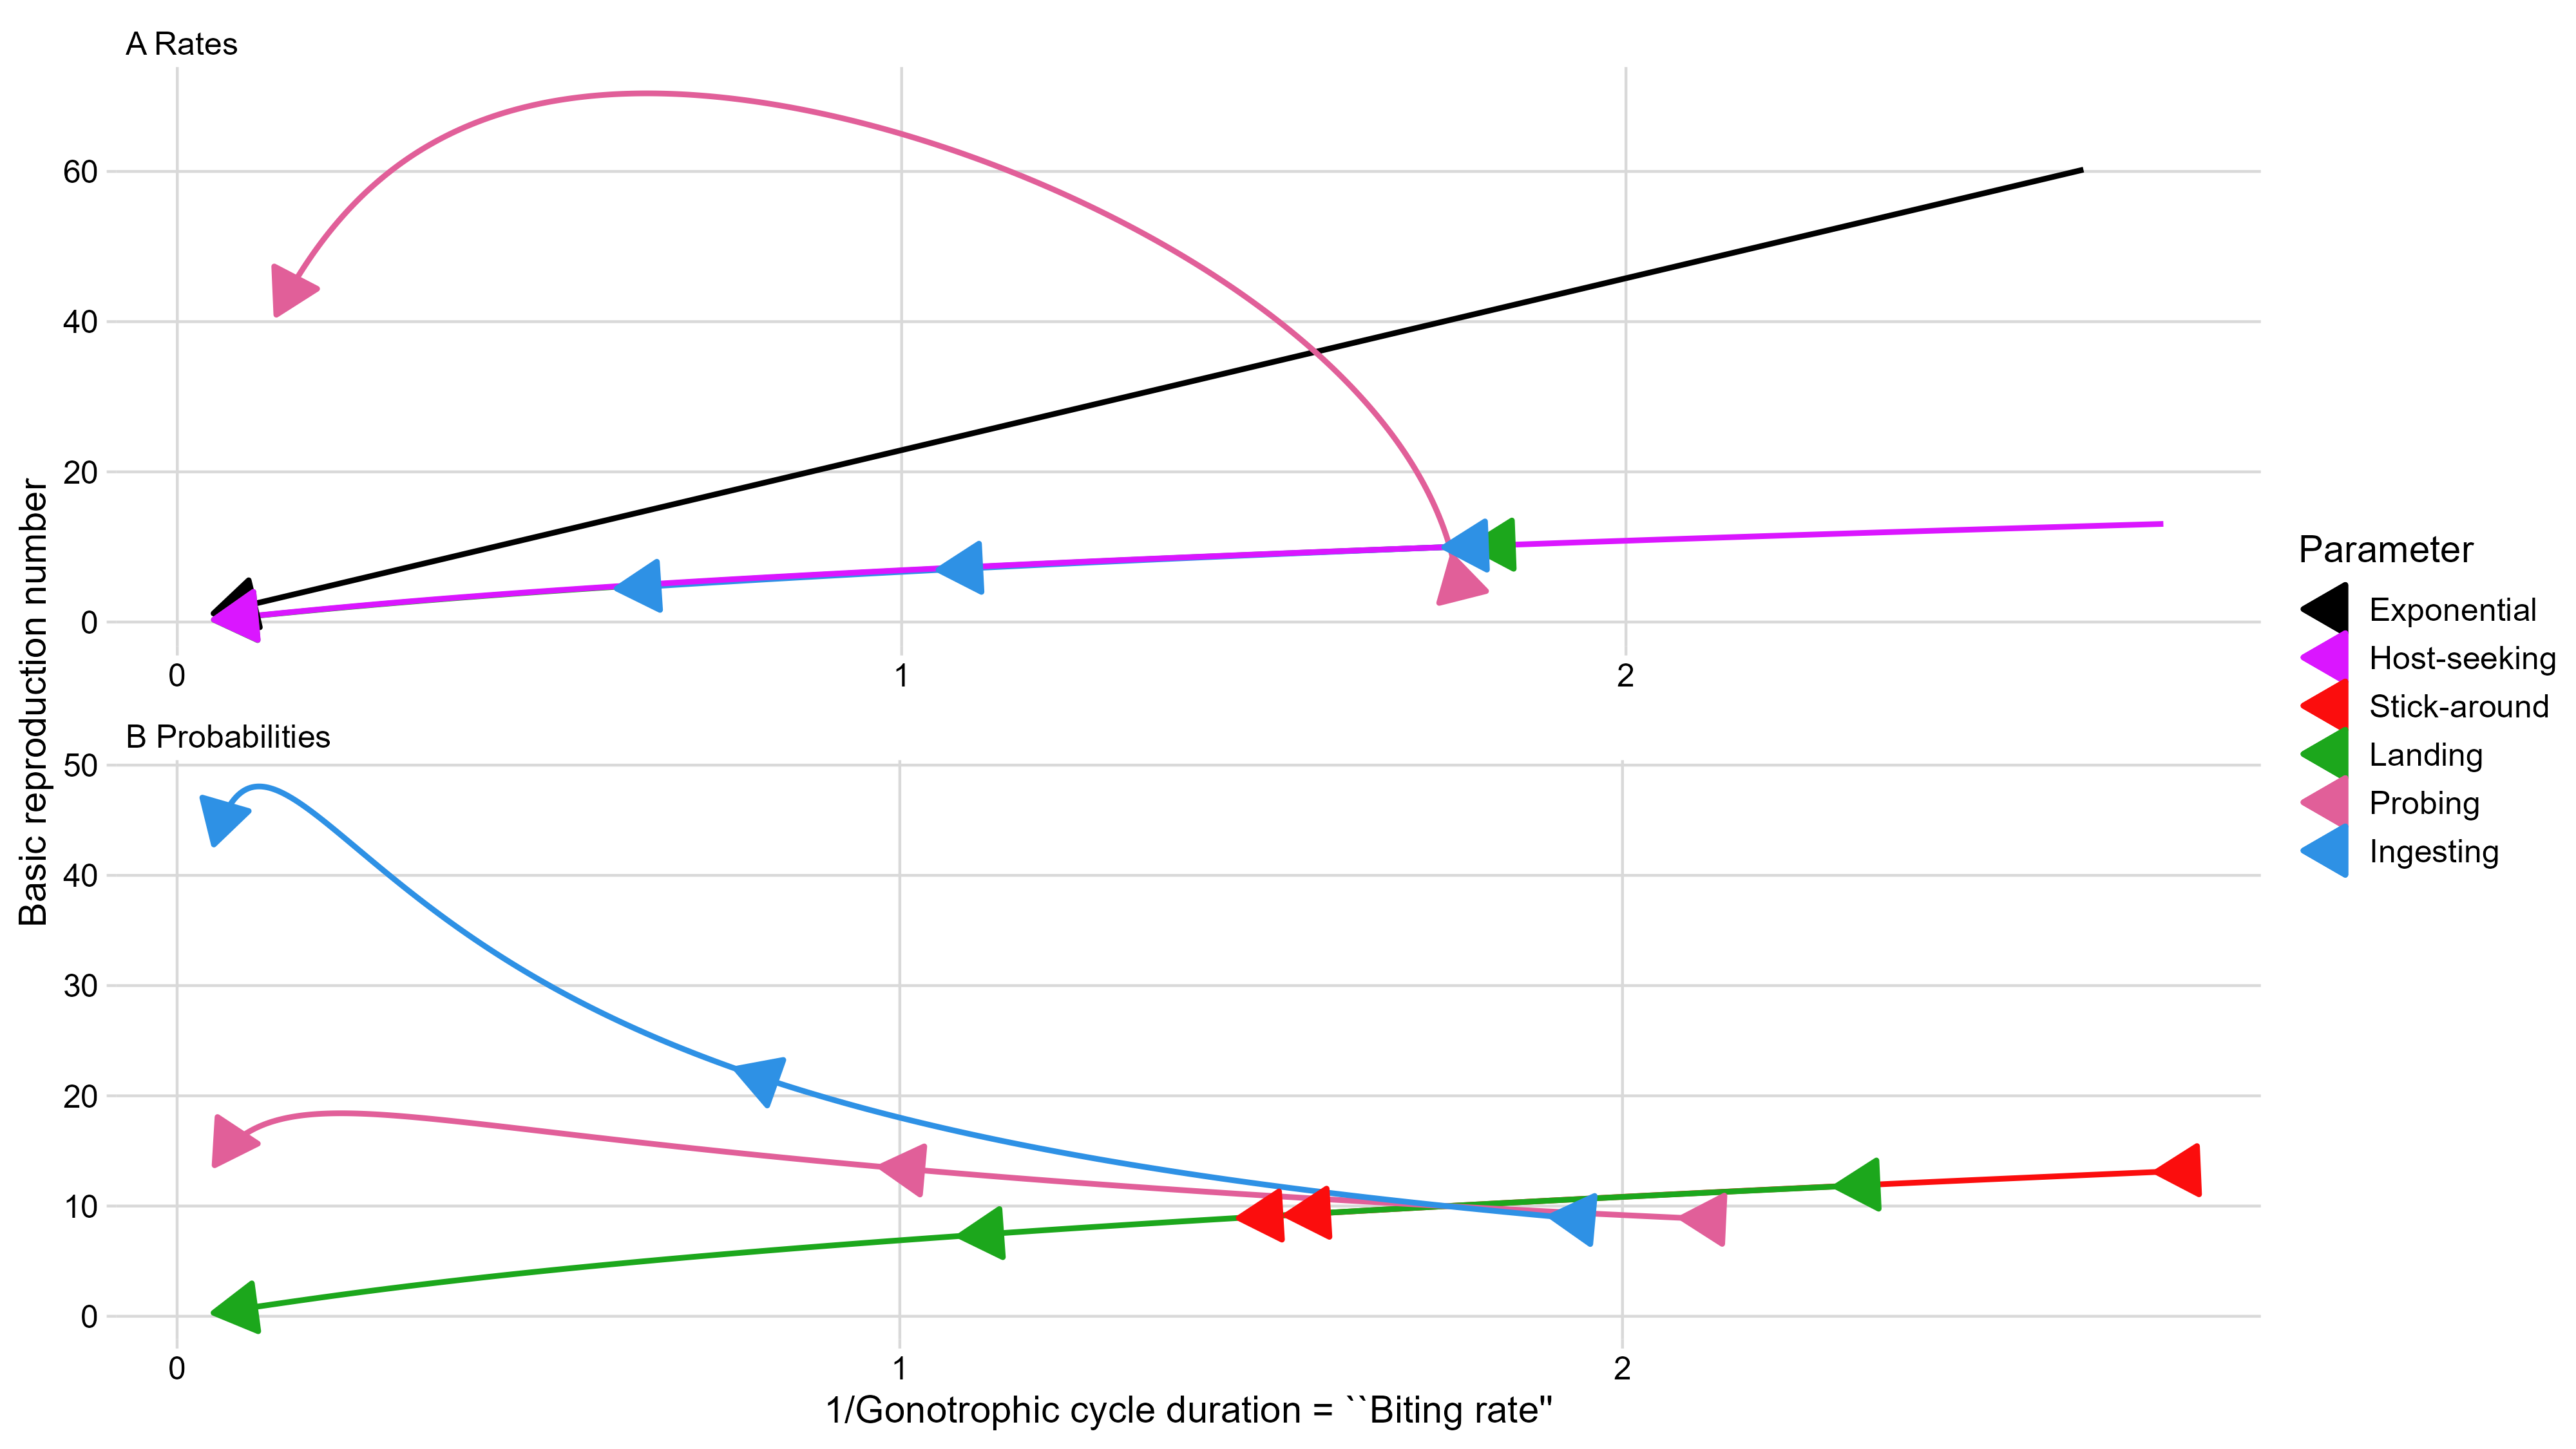 A Rates
60
40
20
0
0 1 2
B Probabilities
50
40
30
20
10
0
0 1 2
1/Gonotrophic cycle duration = ``Biting rate"
Basic reproduction number
Parameter
Exponential
Host-seeking
Stick-around
Landing
Probing
Ingesting